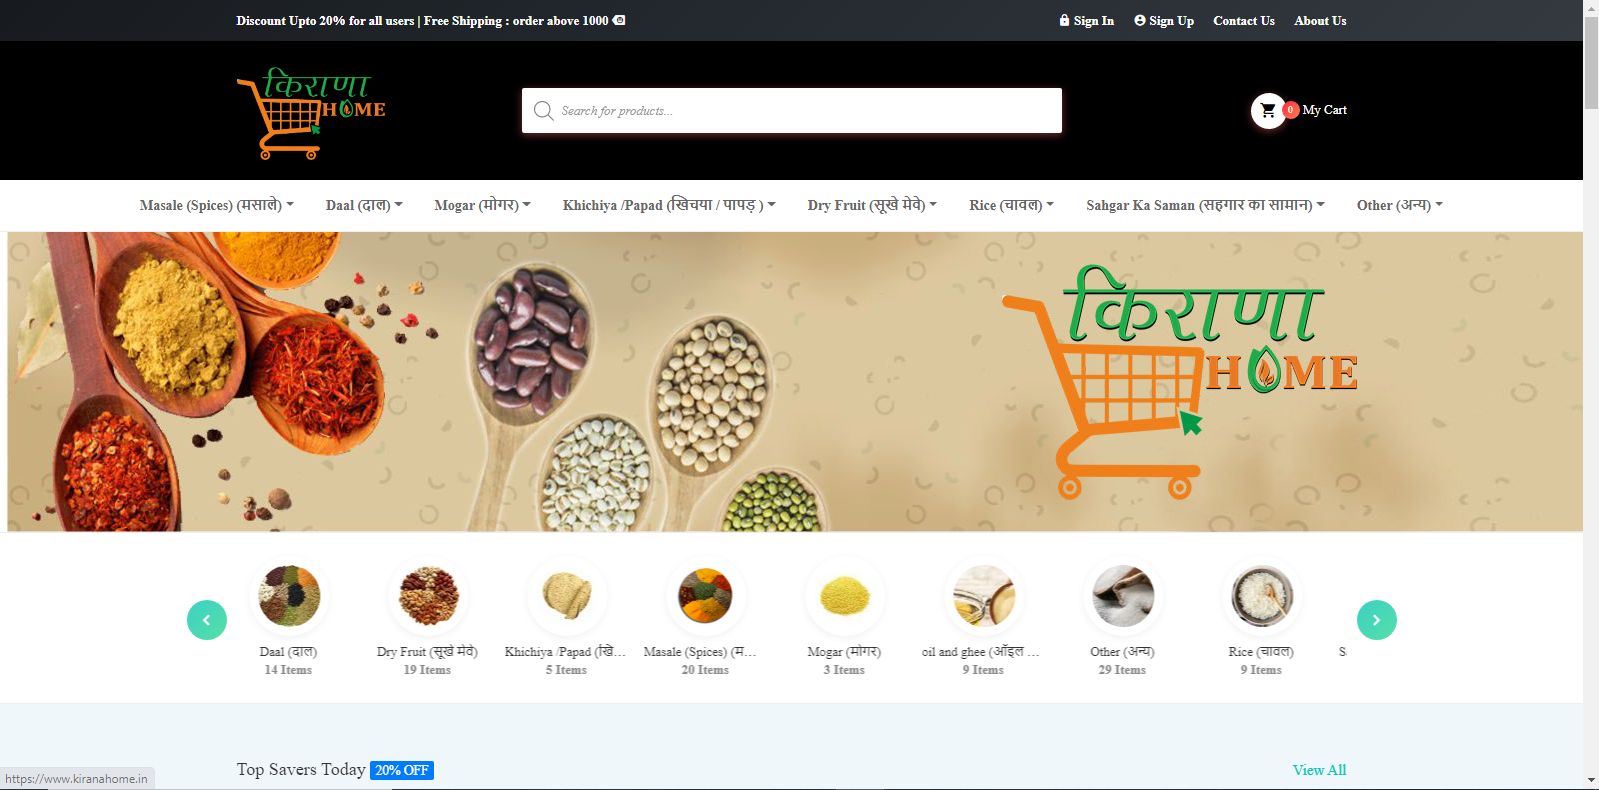 Discount Upto 20% for all users | Free Shipping : order above 1000
Sign In
Sign Up
Contact Us
About Us
किराणा
HOME
Search for products...
0
My Cart
Masale (Spices) (मसाले)
Daal (दाल)
Mogar (मोगर)
Khichiya /Papad (खिचया / पापड़ )
Dry Fruit (सूखे मेवे)
Rice (चावल)
Sahgar Ka Saman (सहगार का सामान)
Other (अन्य)
किराणा
HOME
Daal (दाल)
14 Items
Dry Fruit (सूखे मेवे)
19 Items
Khichiya /Papad (खि...
5 Items
Masale (Spices) (म...
20 Items
Mogar (मोगर)
3 Items
oil and ghee (ऑइल ...
9 Items
Other (अन्य)
29 Items
Rice (चावल)
9 Items
Top Savers Today 20% OFF
View All
https://www.kiranahome.in